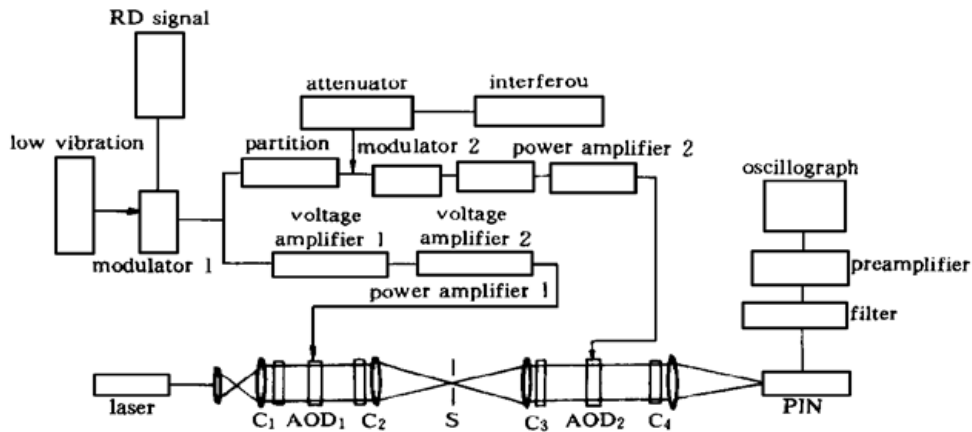 RD signal
attenuator
interferou
low vibration
partition
modulator 2
power amplifier 2
oscillograph
voltage
amplifier 1
voltage
amplifier 2
modulator 1
power amplifier 1
preamplifier
filter
laser
C1
AOD1
C2
S
C3
AOD2
C4
PIN